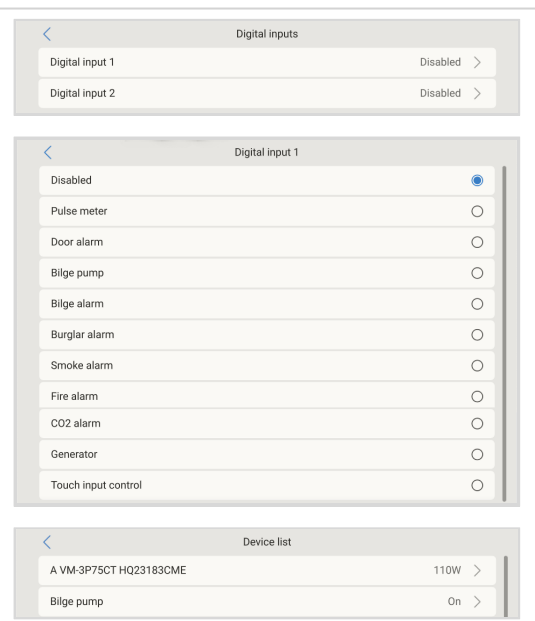 Digital inputs
Digital input 1 Disabled
Digital input 2 Disabled
Digital input 1
Disabled
Pulse meter
Door alarm
Bilge pump
Bilge alarm
Burglar alarm
Smoke alarm
Fire alarm
CO2 alarm
Generator
Touch input control
Device list
A VM-3P75CT HQ23183CME 110W
Bilge pump On